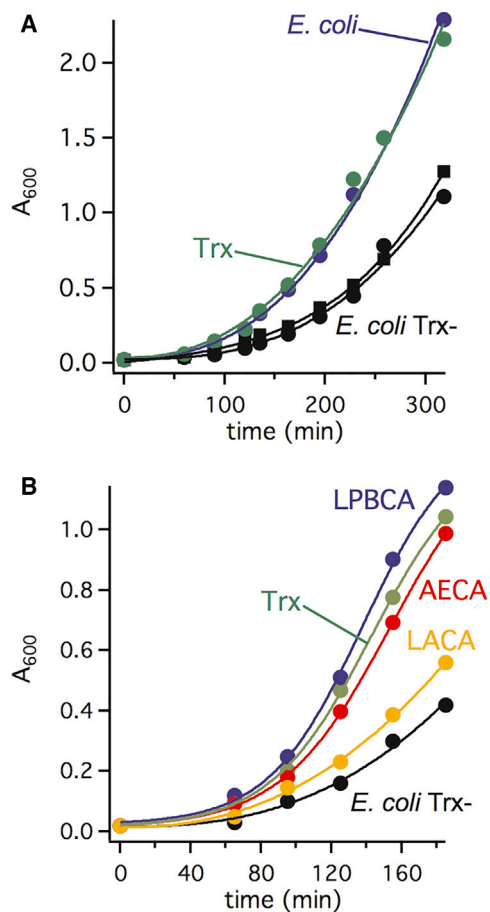 A
E. coli
2.0
1.5
A600
1.0
Trx
0.5
E. coli Trx-
0.0
0 100 200 300
time (min)
B
LPBCA
1.0
AECA
0.8
Trx
LACA
A600
0.6
0.4
0.2
E. coli Trx-
0.0
0 40 80 120 160
time (min)